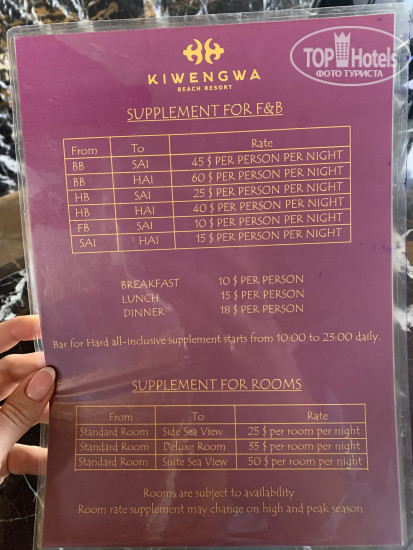 TOP Hotels
ФОТО ТУРИСТА
KIWENGWA
BEACH RESORT
SUPPLEMENT FOR F&B
From To Rate
BB SAI 45 $ PER PERSON PER NIGHT
BB HAI 60 $ PER PERSON PER NIGHT
HB SAI 25 $ PER PERSON PER NIGHT
HB HAI 40 $ PER PERSON PER NIGHT
FB SAI 10 $ PER PERSON PER NIGHT
SAI HAI 15 $ PER PERSON PER NIGHT
BREAKFAST 10 $ PER PERSON
LUNCH 15 $ PER PERSON
DINNER 18 $ PER PERSON
Bar for Hard all-inclusive supplement starts from 10:00 to 23:00 daily.
SUPPLEMENT FOR ROOMS
From To Rate
Standard Room Side Sea View 25 $ per room per night
Standard Room Deluxe Room 35 $ per room per night
Standard Room Suite Sea View 50 $ per room per night
Rooms are subject to availability
Room rate supplement may change on high and peak season